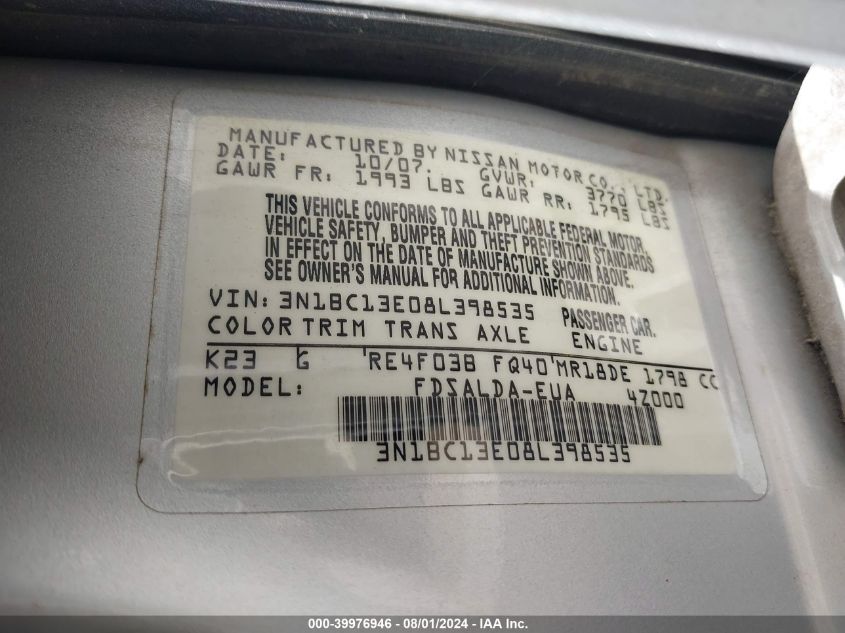 MANUFACTURED BY NISSAN MOTOR CO., LTD.
DATE: 10/07. GVWR: 3770 LBS
GAWR FR: 1993 LBS GAWR RR: 1795 LBS
THIS VEHICLE CONFORMS TO ALL APPLICABLE FEDERAL MOTOR
VEHICLE SAFETY, BUMPER AND THEFT PREVENTION STANDARDS
IN EFFECT ON THE DATE OF MANUFACTURE SHOWN ABOVE.
SEE OWNER'S MANUAL FOR ADDITIONAL INFORMATION.
VIN: 3N1BC13E08L398535 PASSENGER CAR.
COLOR TRIM TRANS AXLE ENGINE
K23 G RE4F03B FQ40 MR18DE 1798 CC
MODEL: FDSALDA-EUA 4Z000
3N1BC13E08L398535
000-39976946 - 08/01/2024 - IAA Inc.